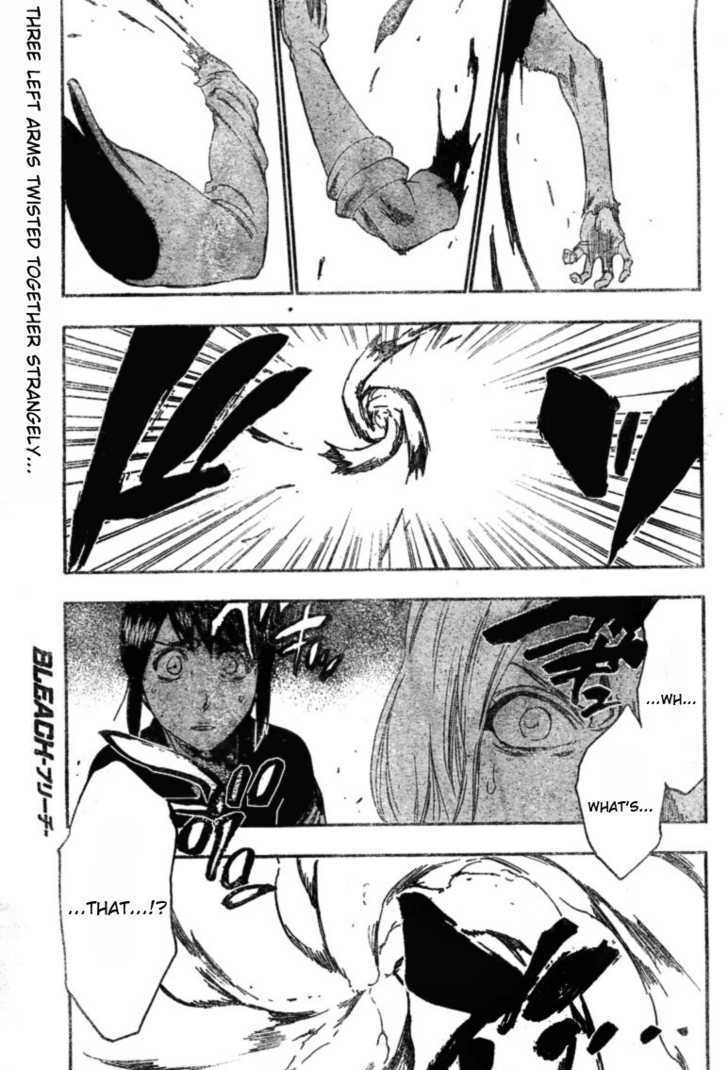 THREE LEFT ARMS TWISTED TOGETHER STRANGELY...
...WH...
WHAT'S...
...THAT...!?
BLEACH-ブリーチ-